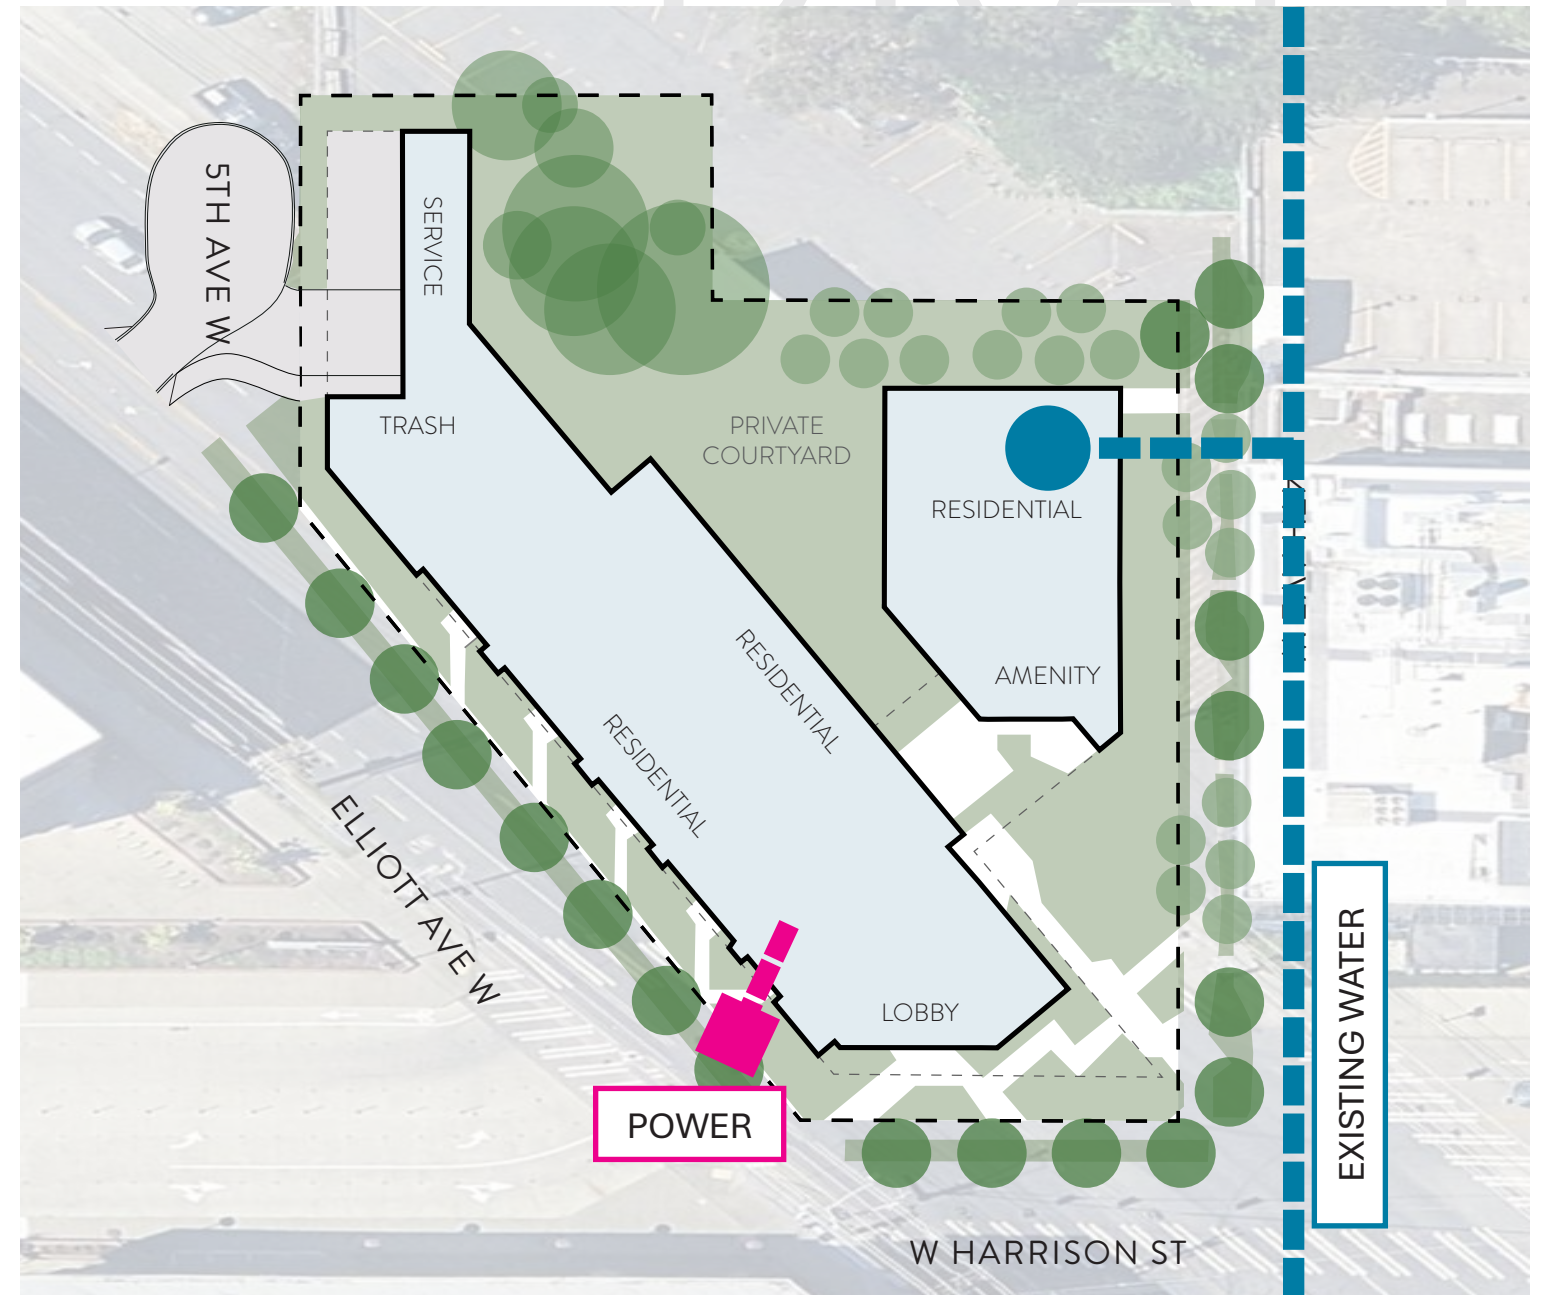 5TH AVE W
SERVICE
TRASH
PRIVATE
COURTYARD
RESIDENTIAL
AMENITY
RESIDENTIAL
RESIDENTIAL
ELLIOTT AVE W
LOBBY
POWER
EXISTING WATER
W HARRISON ST